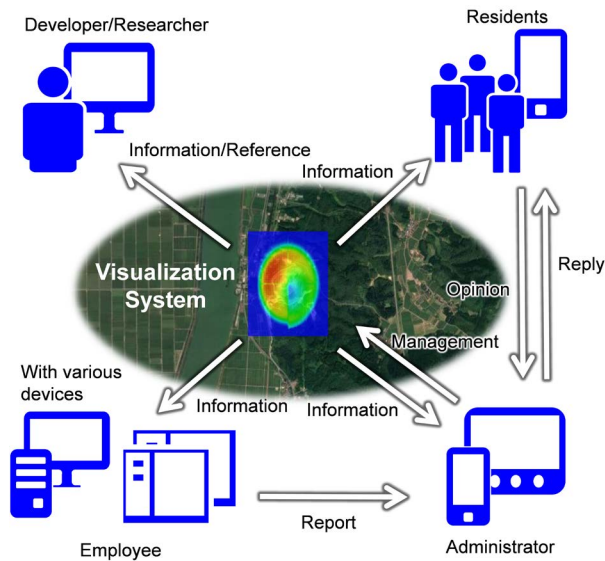 Developer/Researcher
Residents
Information/Reference
Information
Visualization
System
Reply
Opinion
Management
With various
devices
Information
Information
Report
Employee
Administrator